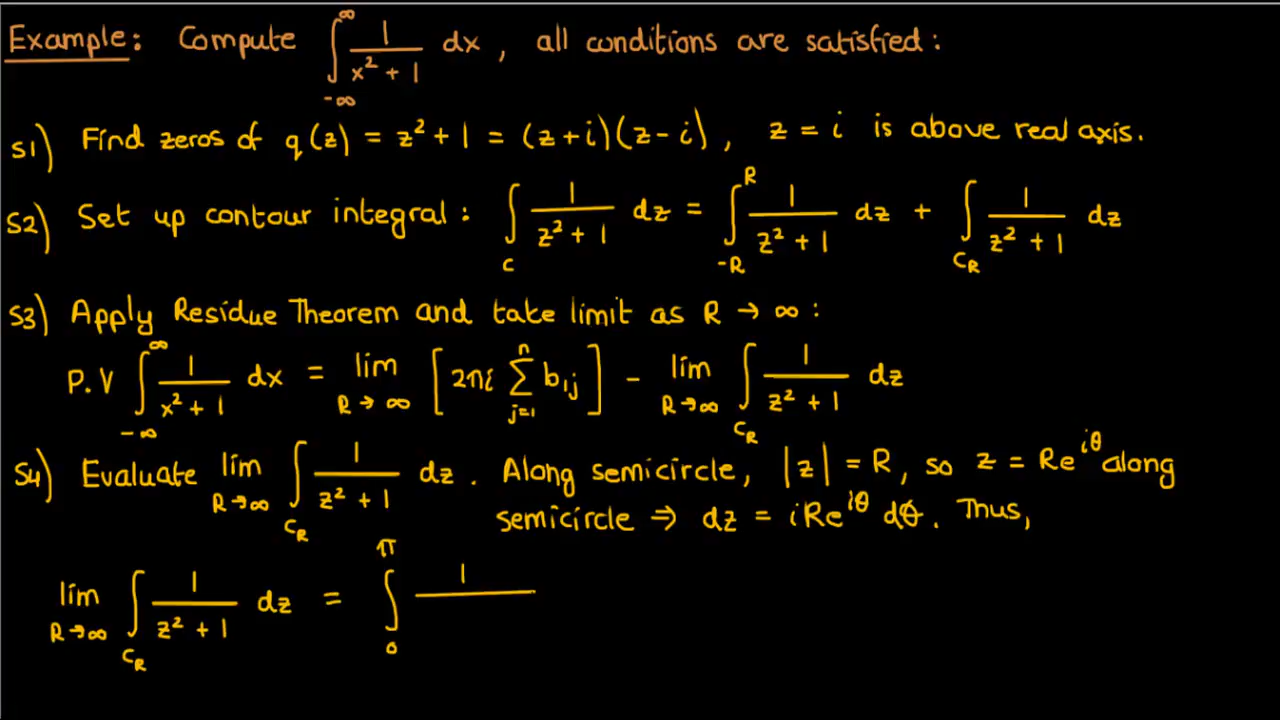 Example: Compute ∫_{-∞}^{∞} 1/(x² + 1) dx , all conditions are satisfied :
S1) Find zeros of q(z) = z² + 1 = (z + i)(z - i) , z = i is above real axis.
S2) Set up contour integral : ∫_C 1/(z² + 1) dz = ∫_{-R}^{R} 1/(z² + 1) dz + ∫_{C_R} 1/(z² + 1) dz
S3) Apply Residue Theorem and take limit as R → ∞ :
P.V ∫_{-∞}^{∞} 1/(x² + 1) dx = lim_{R→∞} [2πi ∑_{j=1}^{n} b_{1j}] - lim_{R→∞} ∫_{C_R} 1/(z² + 1) dz
S4) Evaluate lim_{R→∞} ∫_{C_R} 1/(z² + 1) dz . Along semicircle, |z| = R, so z = Re^{iθ} along
semicircle ⇒ dz = iRe^{iθ} dθ. Thus,
lim_{R→∞} ∫_{C_R} 1/(z² + 1) dz = ∫_0^π 1/